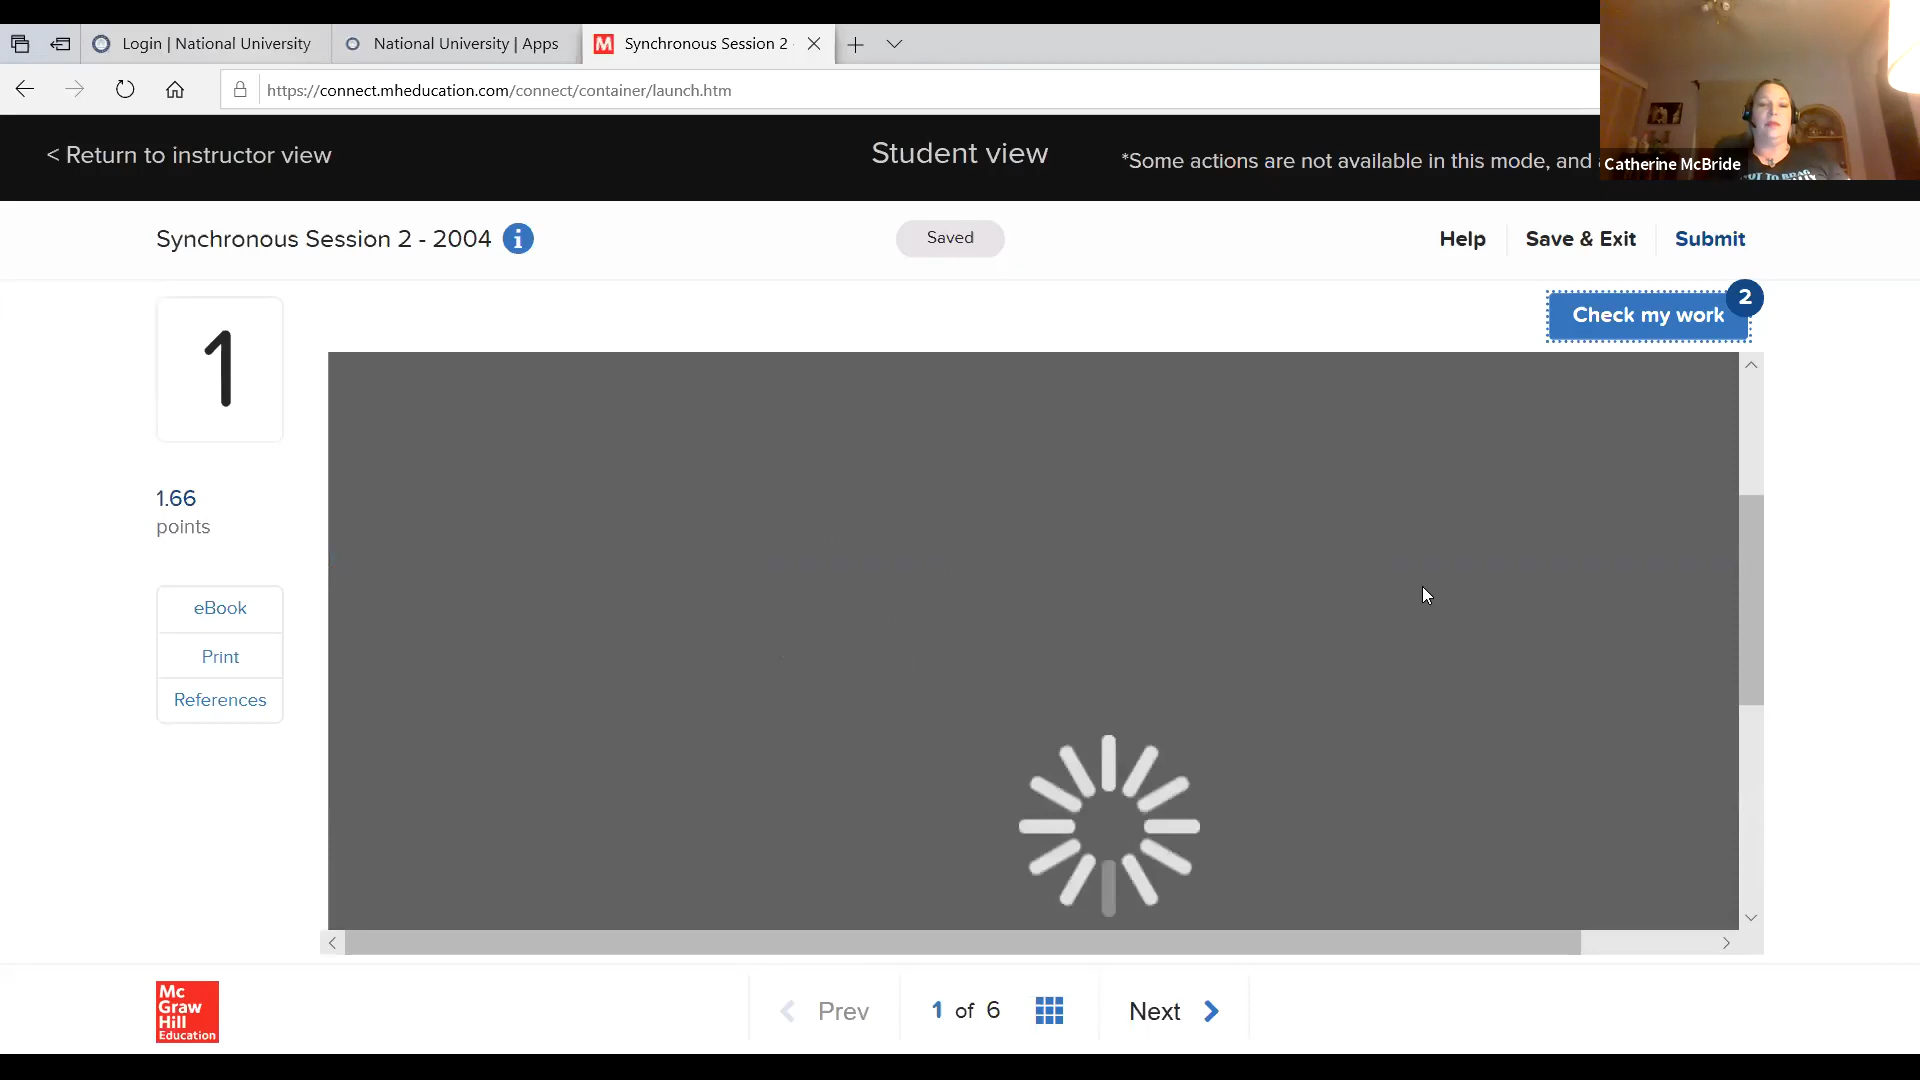 Login | National University
National University | Apps
Synchronous Session 2
https://connect.mheducation.com/connect/container/launch.htm
< Return to instructor view
Student view
*Some actions are not available in this mode, and
Catherine McBride
Synchronous Session 2 - 2004
i
Saved
Help
Save & Exit
Submit
Check my work
2
1
1.66
points
eBook
Print
References
Mc
Graw
Hill
Education
Prev
1 of 6
Next